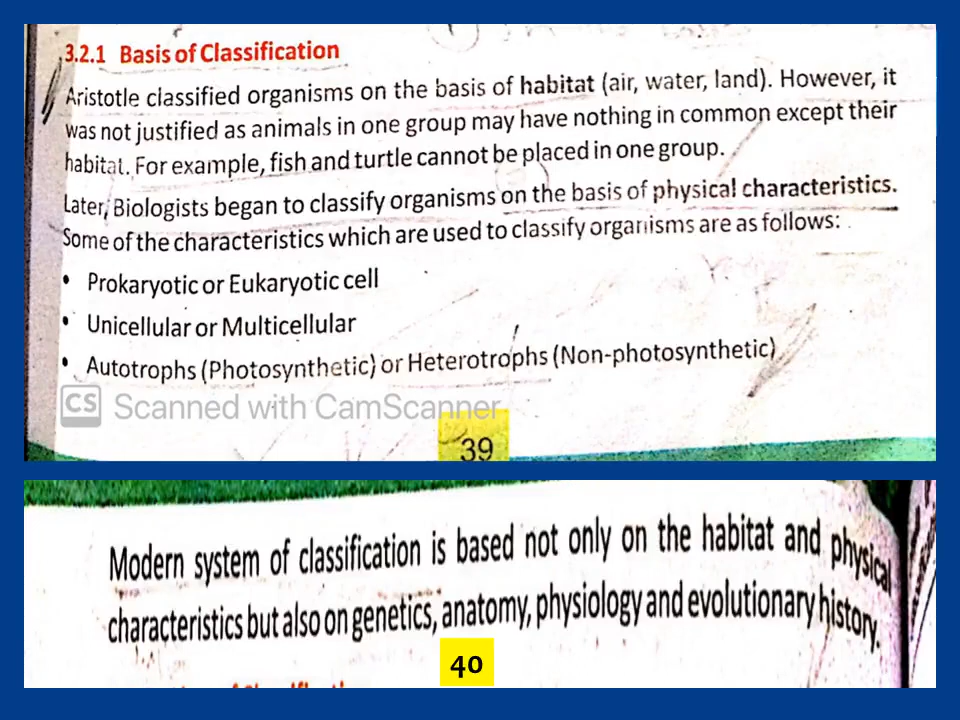 3.2.1 Basis of Classification
Aristotle classified organisms on the basis of habitat (air, water, land). However, it
was not justified as animals in one group may have nothing in common except their
habitat. For example, fish and turtle cannot be placed in one group.
Later, Biologists began to classify organisms on the basis of physical characteristics.
Some of the characteristics which are used to classify organisms are as follows:
• Prokaryotic or Eukaryotic cell
• Unicellular or Multicellular
• Autotrophs (Photosynthetic) or Heterotrophs (Non-photosynthetic)
CS Scanned with CamScanner
39
Modern system of classification is based not only on the habitat and physical
characteristics but also on genetics, anatomy, physiology and evolutionary history.
40